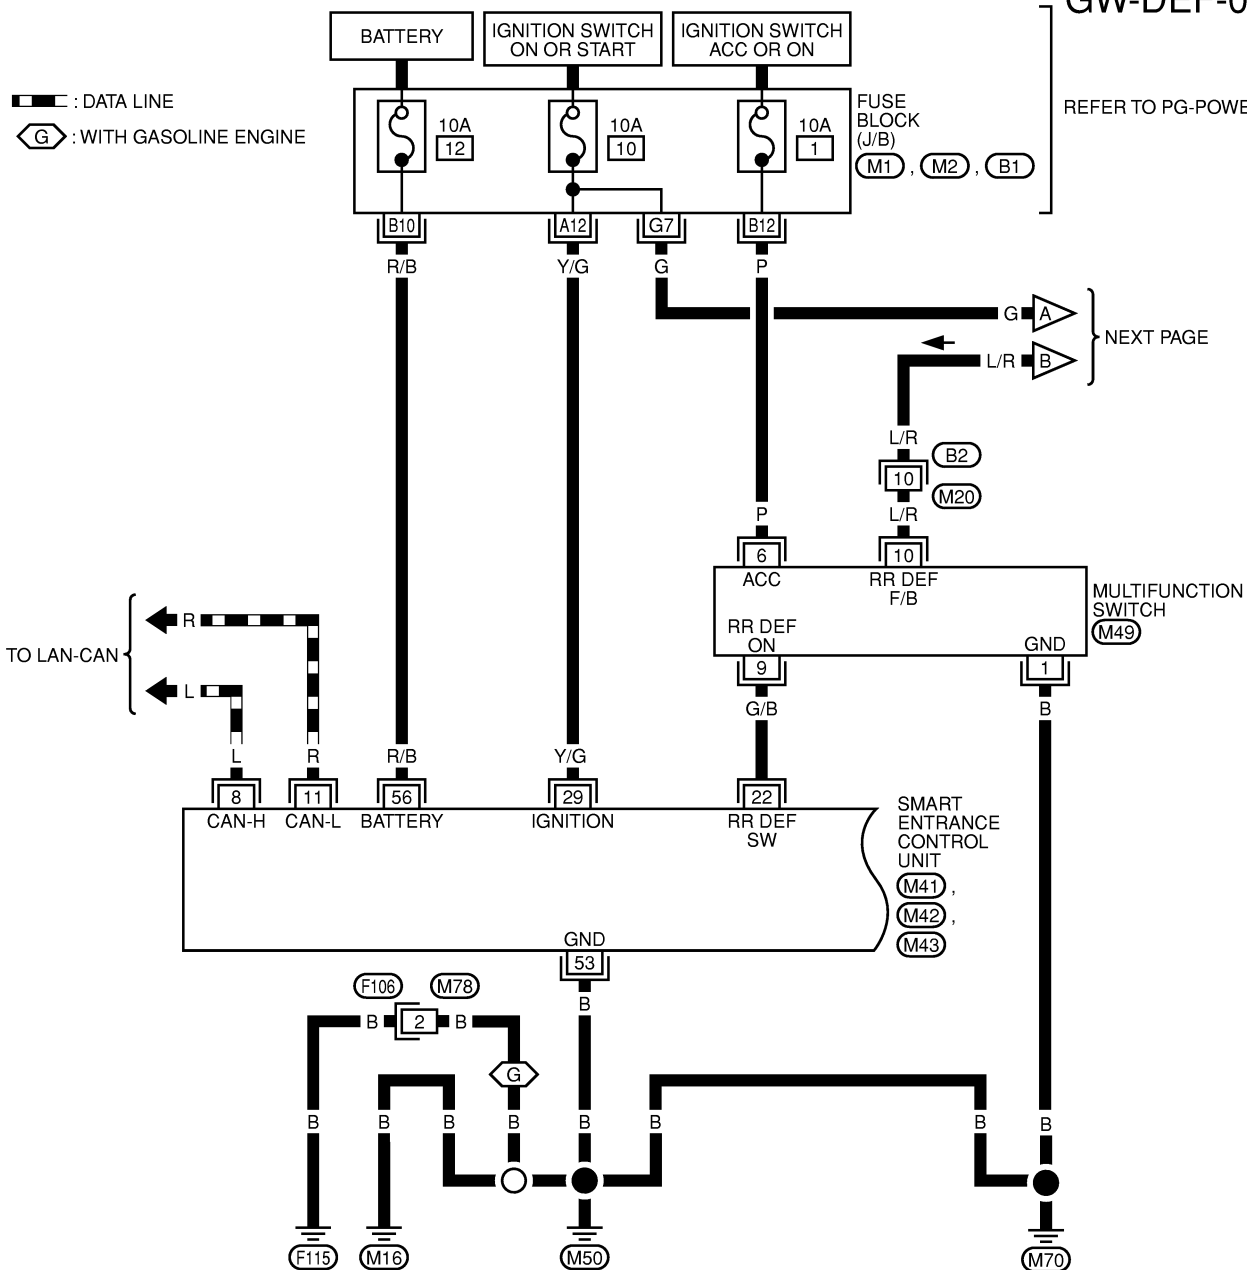 GW-DEF-0
BATTERY
IGNITION SWITCH
ON OR START
IGNITION SWITCH
ACC OR ON
: DATA LINE
G : WITH GASOLINE ENGINE
10A
12
10A
10
10A
1
FUSE
BLOCK
(J/B)
M1 , M2 , B1
REFER TO PG-POWE
B10
A12
G7
B12
R/B
Y/G
G
P
G
A
NEXT PAGE
L/R
B
L/R
B2
10
M20
P
L/R
6
10
ACC
RR DEF
F/B
MULTIFUNCTION
SWITCH
M49
RR DEF
ON
GND
9
1
G/B
B
TO LAN-CAN
R
L
L
R
R/B
Y/G
8
11
56
29
22
CAN-H
CAN-L
BATTERY
IGNITION
RR DEF
SW
SMART
ENTRANCE
CONTROL
UNIT
M41 ,
M42 ,
M43
GND
53
B
F106
M78
B
2
B
G
B
B
B
B
B
B
B
B
F115
M16
M50
M70